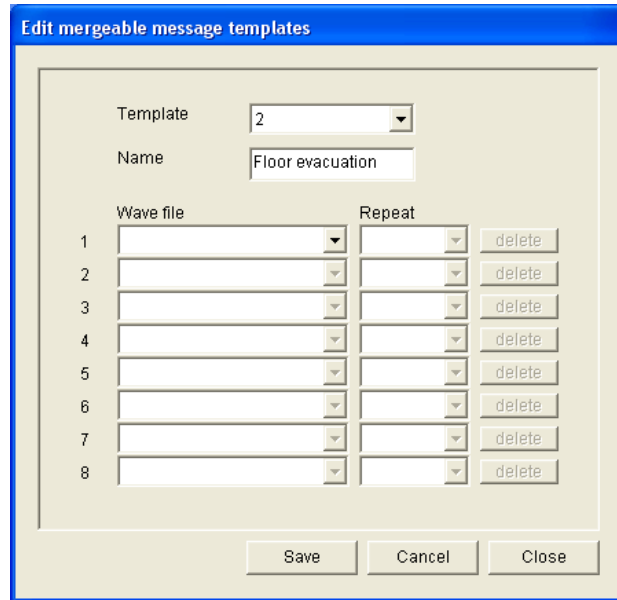 Edit mergeable message templates
Template 2
Name Floor evacuation
Wave file Repeat
1 delete
2 delete
3 delete
4 delete
5 delete
6 delete
7 delete
8 delete
Save Cancel Close